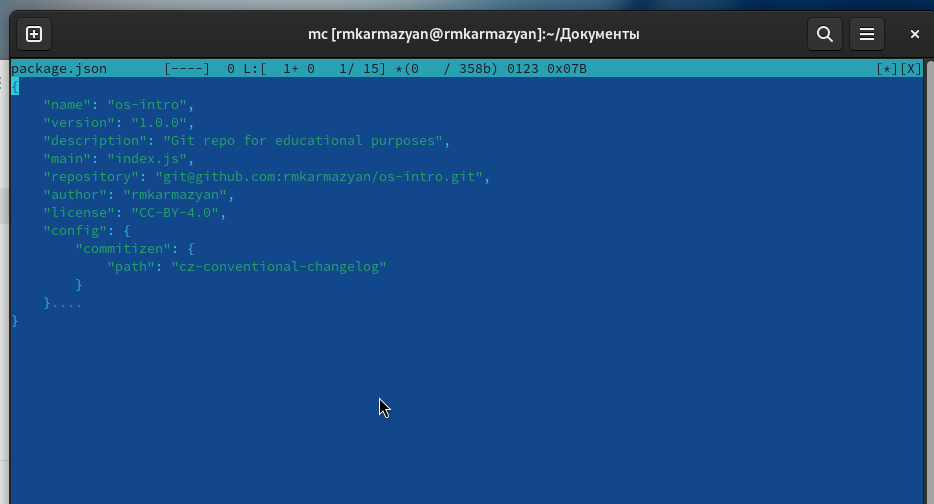 mc [rmkarmazyan@rmkarmazyan]:~/Документы
package.json       [----]  0 L:[  1+ 0   1/ 15] *(0   / 358b) 0123 0x07B       [*][X]
{
    "name": "os-intro",
    "version": "1.0.0",
    "description": "Git repo for educational purposes",
    "main": "index.js",
    "repository": "git@github.com:rmkarmazyan/os-intro.git",
    "author": "rmkarmazyan",
    "license": "CC-BY-4.0",
    "config": {
        "commitizen": {
            "path": "cz-conventional-changelog"
        }
    }....
}